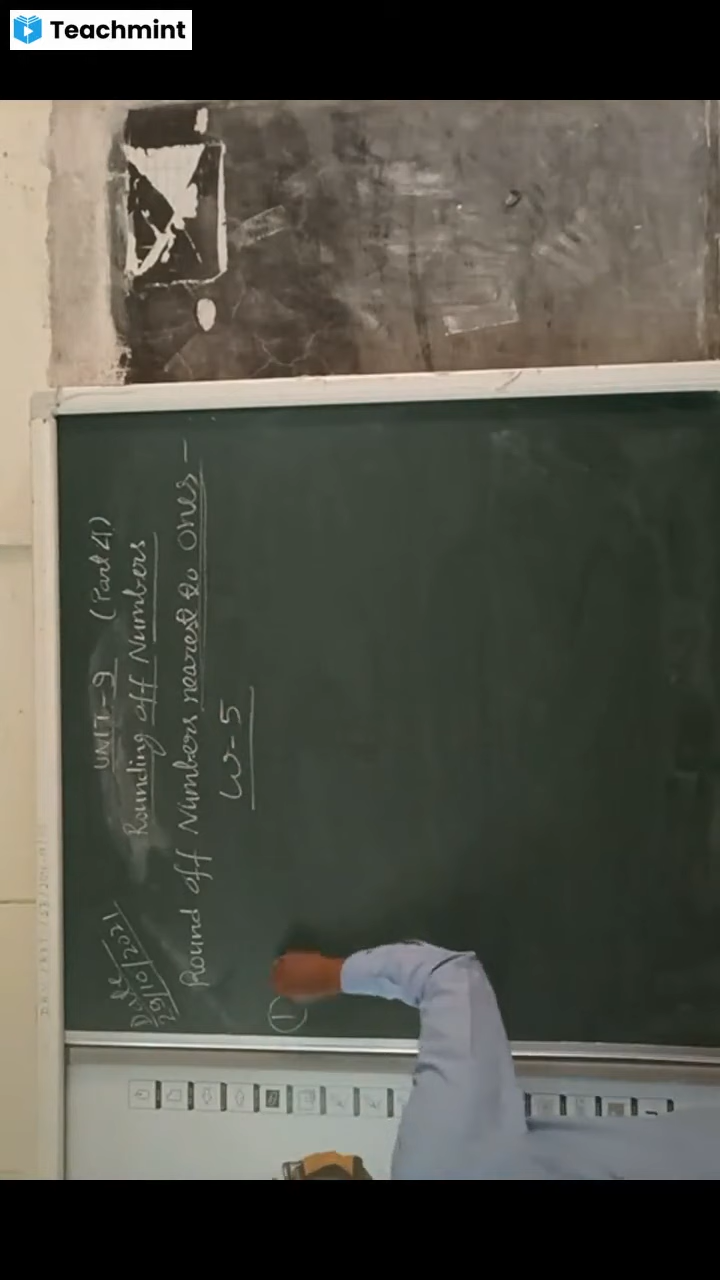 Teachmint
Date
29/10/2021
UNIT-9 (Part 4)
Rounding off Numbers
Round off Numbers nearest to ones-
W-5
1